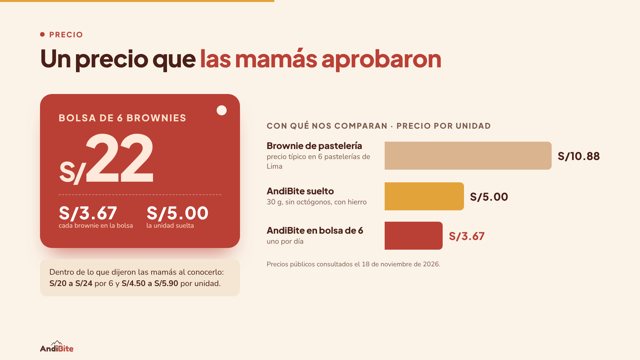 PRECIO
Un precio que las mamás aprobaron
BOLSA DE 6 BROWNIES
S/22
S/3.67
cada brownie en la bolsa
S/5.00
la unidad suelta
Dentro de lo que dijeron las mamás al conocerlo:
S/20 a S/24 por 6 y S/4.50 a S/5.90 por unidad.
CON QUÉ NOS COMPARAN · PRECIO POR UNIDAD
Brownie de pastelería
precio típico en 6 pastelerías de
Lima
S/10.88
AndiBite suelto
30 g, sin octógonos, con hierro
S/5.00
AndiBite en bolsa de 6
uno por día
S/3.67
Precios públicos consultados el 18 de noviembre de 2026.
AndiBite